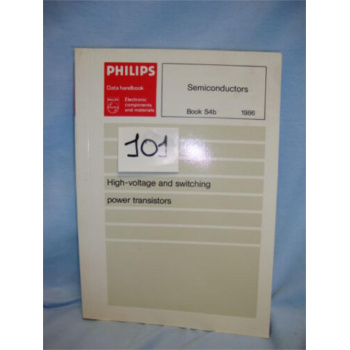 PHILIPS
Data handbook
Electronic
components
and materials
Semiconductors
Book S4b 1986
101
High-voltage and switching
power transistors